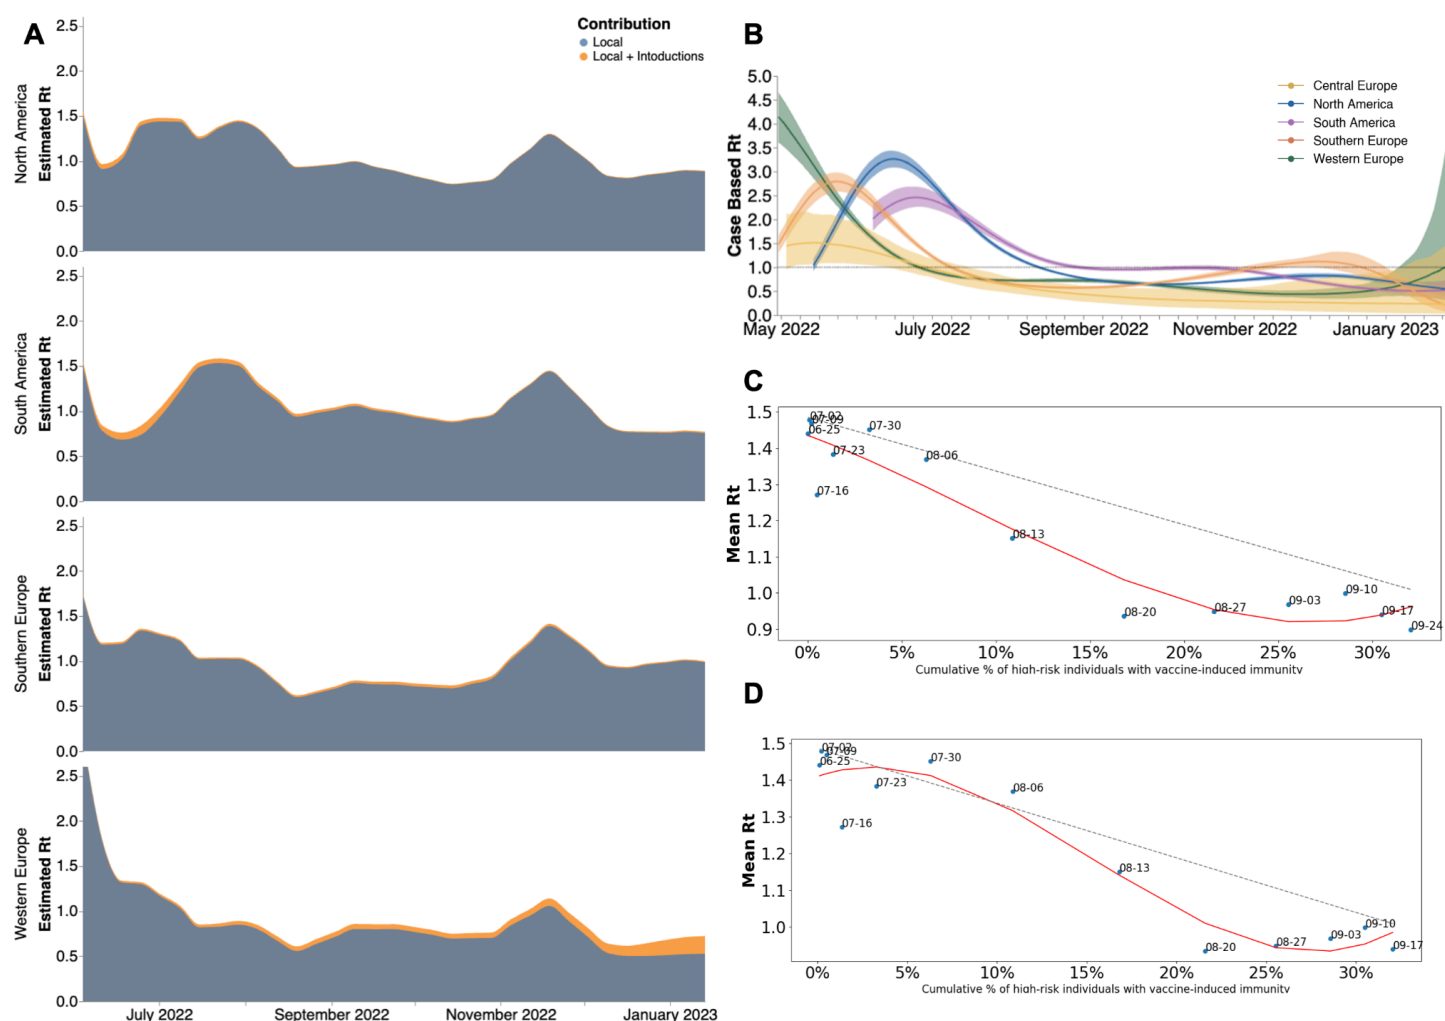 A
Contribution
Local
Local + Intoductions
North America
Estimated Rt
2.5
2.0
1.5
1.0
0.5
0.0
South America
Estimated Rt
2.5
2.0
1.5
1.0
0.5
0.0
Southern Europe
Estimated Rt
2.5
2.0
1.5
1.0
0.5
0.0
Western Europe
Estimated Rt
2.5
2.0
1.5
1.0
0.5
0.0
July 2022 September 2022 November 2022 January 2023
B
Case Based Rt
5.0
4.5
4.0
3.5
3.0
2.5
2.0
1.5
1.0
0.5
0.0
Central Europe
North America
South America
Southern Europe
Western Europe
May 2022 July 2022 September 2022 November 2022 January 2023
C
Mean Rt
1.5
1.4
1.3
1.2
1.1
1.0
0.9
07-02
07-09
06-25
07-30
07-23
08-06
07-16
08-13
08-20
08-27
09-03
09-10
09-17
09-24
0% 5% 10% 15% 20% 25% 30%
Cumulative % of high-risk individuals with vaccine-induced immunity
D
Mean Rt
1.5
1.4
1.3
1.2
1.1
1.0
07-02
07-09
06-25
07-30
07-23
08-06
07-16
08-13
08-20
08-27
09-03
09-10
09-17
0% 5% 10% 15% 20% 25% 30%
Cumulative % of high-risk individuals with vaccine-induced immunity